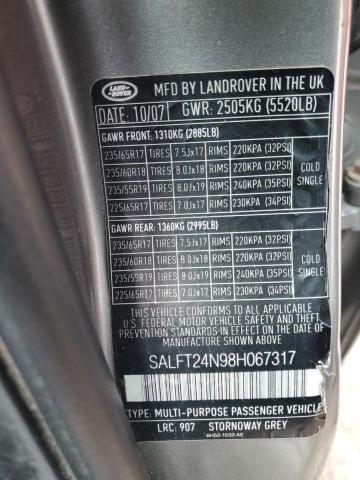 LAND ROVER
MFD BY LANDROVER IN THE UK
DATE: 10/07 GWR: 2505KG (5520LB)
GAWR FRONT: 1310KG (2885LB)
235/65R17 TIRES 7.5Jx17 RIMS 220KPA (32PSI)
235/60R18 TIRES 8.0Jx18 RIMS 220KPA (32PSI) COLD
235/55R19 TIRES 8.0Jx19 RIMS 240KPA (35PSI) SINGLE
225/65R17 TIRES 7.0Jx17 RIMS 230KPA (34PSI)
GAWR REAR: 1360KG (2995LB)
235/65R17 TIRES 7.5Jx17 RIMS 220KPA (32PSI)
235/60R18 TIRES 8.0Jx18 RIMS 220KPA (32PSI) COLD
235/55R19 TIRES 8.0Jx19 RIMS 240KPA (35PSI) SINGLE
225/65R17 TIRES 7.0Jx17 RIMS 230KPA (34PSI)
THIS VEHICLE CONFORMS TO ALL APPLICABLE
FEDERAL MOTOR VEHICLE SAFETY, BUMPER, AND THEFT
PREVENTION STANDARDS IN EFFECT ON THE DATE OF
MANUFACTURE SHOWN ABOVE.
SALFT24N98H067317
TYPE: MULTI-PURPOSE PASSENGER VEHICLE
LRC: 907 STORNOWAY GREY
6H52-1532-AE